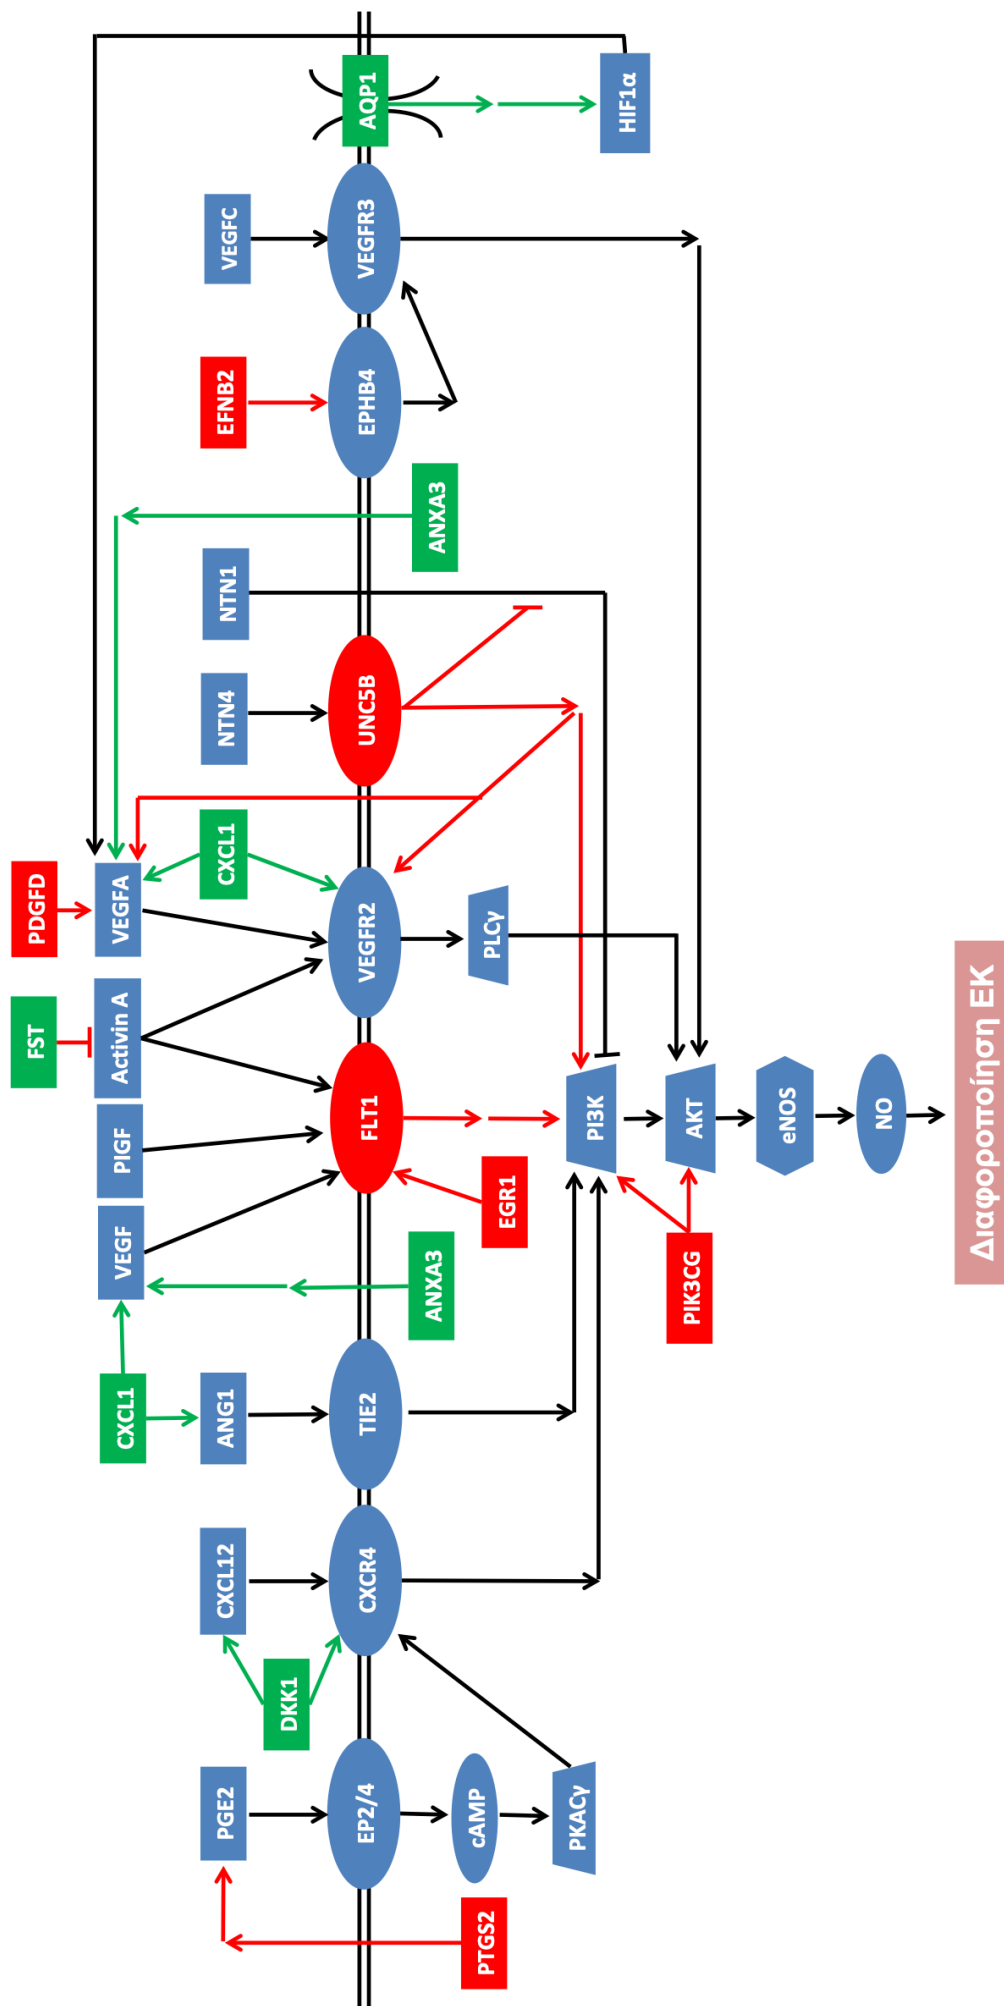 FST
PDGFD
CXCL1
VEGF
PIGF
Activin A
VEGFA
PGE2
CXCL12
ANG1
CXCL1
NTN4
NTN1
EFNB2
VEGFC
DKK1
EP2/4
CXCR4
TIE2
FLT1
VEGFR2
UNC5B
EPHB4
VEGFR3
AQP1
ANXA3
ANXA3
PTGS2
cAMP
EGR1
PLCγ
PKACγ
PI3K
HIF1α
PIK3CG
AKT
eNOS
NO
Διαφοροποίηση ΕΚ